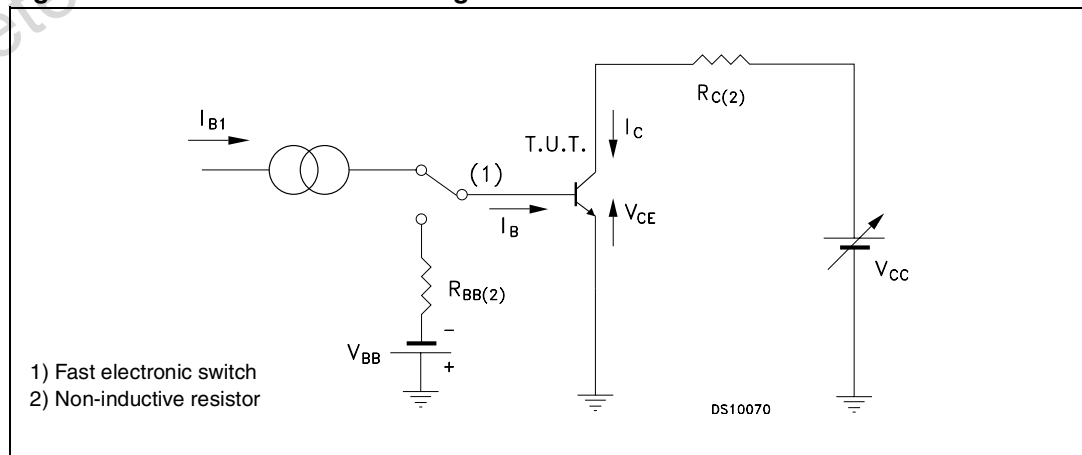 I_B1
T.U.T.
I_C
R_C(2)
(1)
I_B
V_CE
V_CC
R_BB(2)
V_BB
−
+
1) Fast electronic switch
2) Non-inductive resistor
DS10070